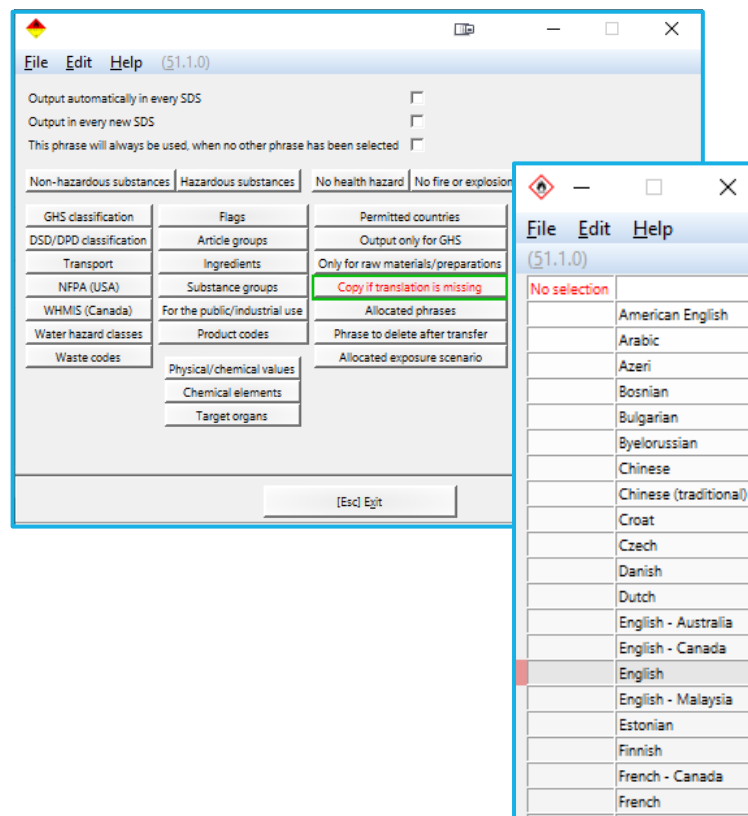 File Edit Help (51.1.0)
Output automatically in every SDS
Output in every new SDS
This phrase will always be used, when no other phrase has been selected
Non-hazardous substances Hazardous substances No health hazard No fire or explosion
GHS classification Flags Permitted countries
DSD/DPD classification Article groups Output only for GHS
Transport Ingredients Only for raw materials/preparations
NFPA (USA) Substance groups Copy if translation is missing
WHMIS (Canada) For the public/industrial use Allocated phrases
Water hazard classes Product codes Phrase to delete after transfer
Waste codes Physical/chemical values Allocated exposure scenario
Chemical elements
Target organs
[Esc] Exit
File Edit Help
(51.1.0)
No selection
American English
Arabic
Azeri
Bosnian
Bulgarian
Byelorussian
Chinese
Chinese (traditional)
Croat
Czech
Danish
Dutch
English - Australia
English - Canada
English
English - Malaysia
Estonian
Finnish
French - Canada
French